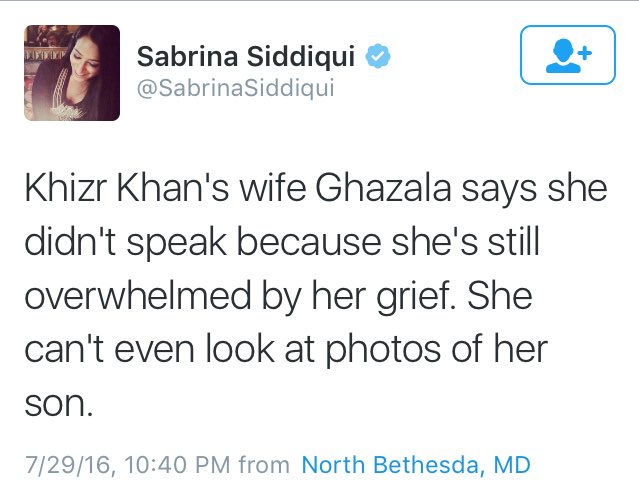 Sabrina Siddiqui
@SabrinaSiddiqui
Khizr Khan's wife Ghazala says she
didn't speak because she's still
overwhelmed by her grief. She
can't even look at photos of her
son.
7/29/16, 10:40 PM from North Bethesda, MD